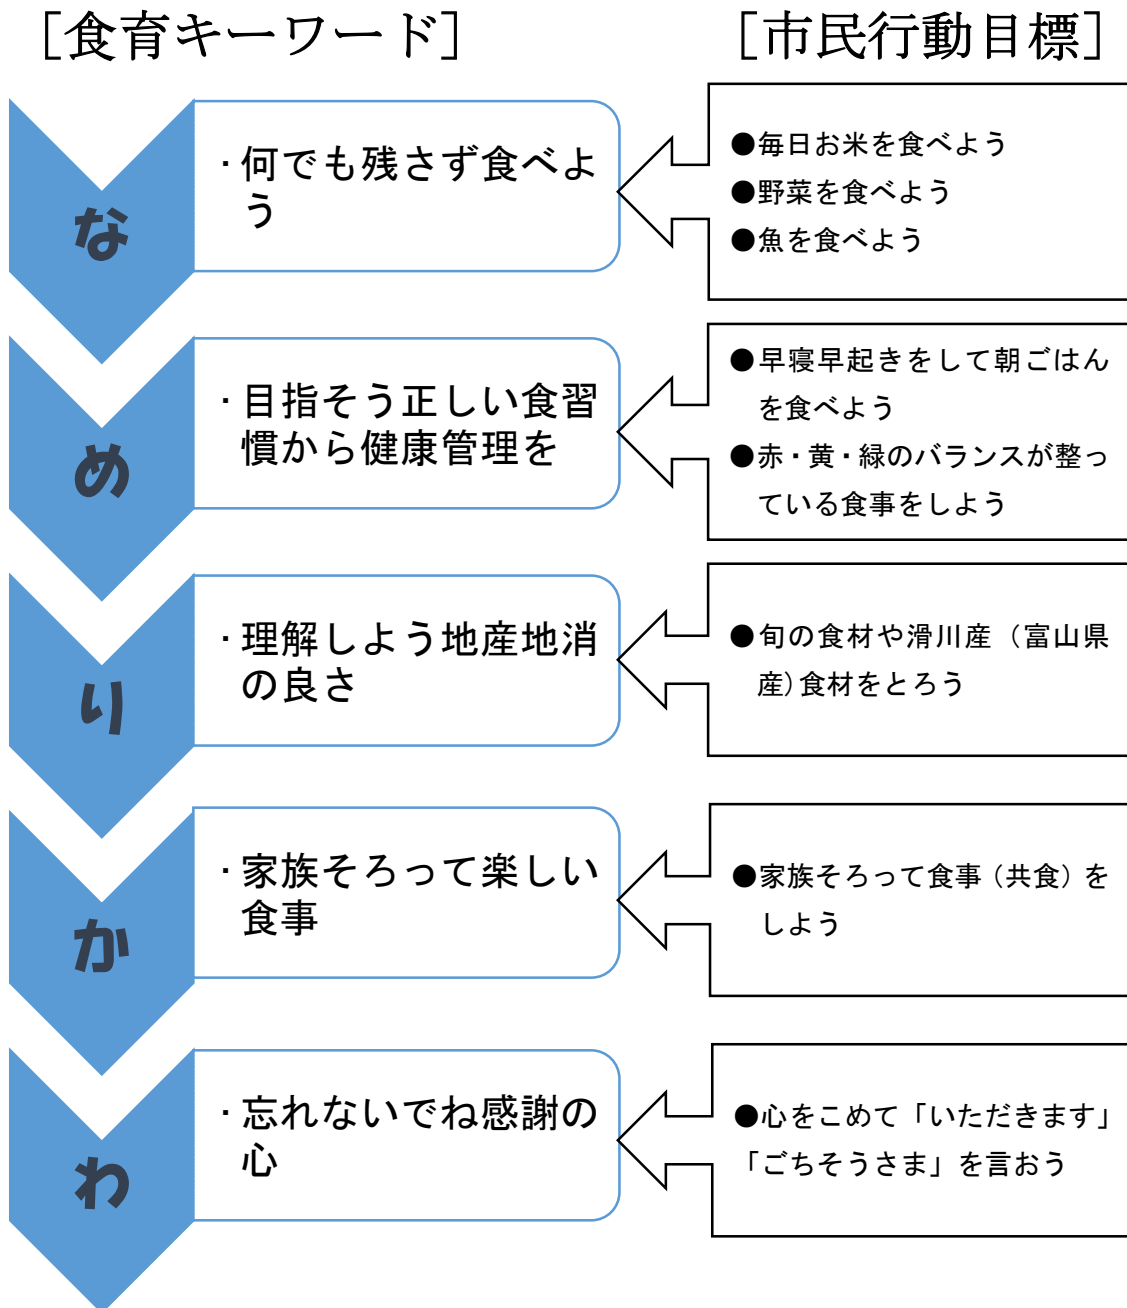 ［食育キーワード］
［市民行動目標］
な
・何でも残さず食べよ
う
●毎日お米を食べよう
●野菜を食べよう
●魚を食べよう
め
・目指そう正しい食習
慣から健康管理を
●早寝早起きをして朝ごはん
を食べよう
●赤・黄・緑のバランスが整っ
ている食事をしよう
り
・理解しよう地産地消
の良さ
●旬の食材や滑川産（富山県
産）食材をとろう
か
・家族そろって楽しい
食事
●家族そろって食事（共食）を
しよう
わ
・忘れないでね感謝の
心
●心をこめて「いただきます」
「ごちそうさま」を言おう